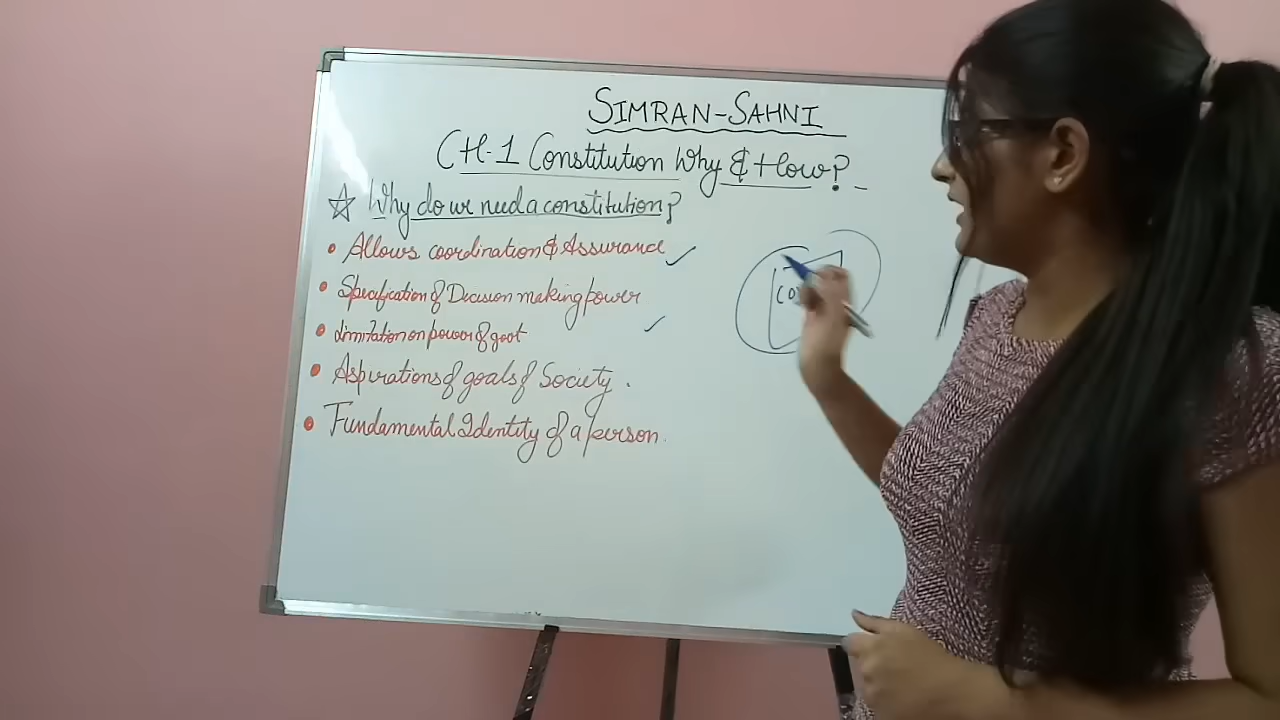 SIMRAN-SAHNI
CH-1 Constitution Why & How?
Why do we need a constitution?
• Allows coordination & Assurance
• Specification of Decision making power
• Limitation on power of govt
• Aspirations of goals of Society.
• Fundamental Identity of a person.